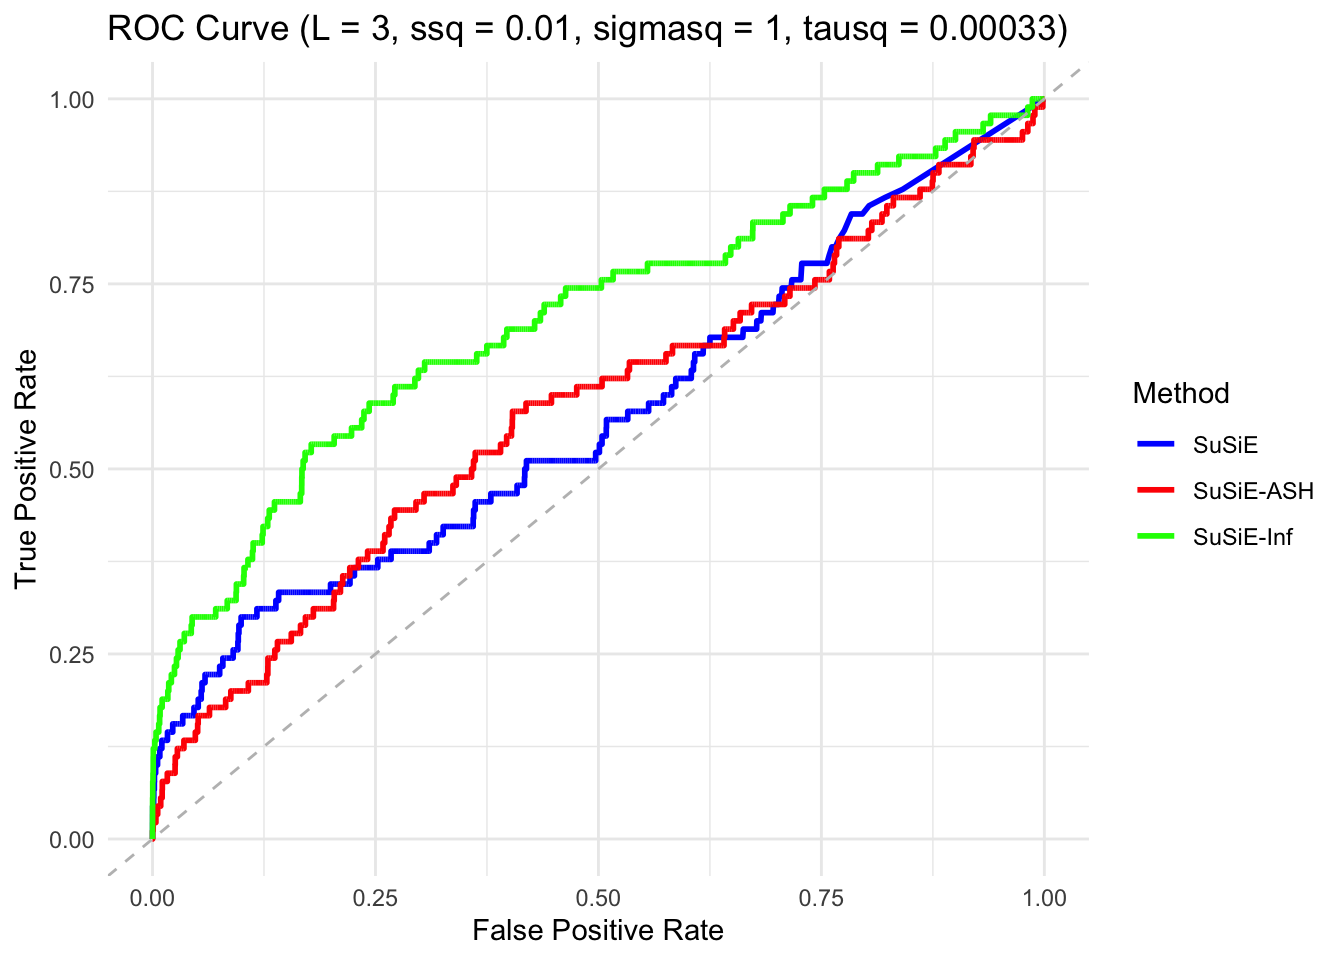 ROC Curve (L = 3, ssq = 0.01, sigmasq = 1, tausq = 0.00033)
True Positive Rate
1.00
0.75
0.50
0.25
0.00
0.00 0.25 0.50 0.75 1.00
False Positive Rate
Method
SuSiE
SuSiE-ASH
SuSiE-Inf